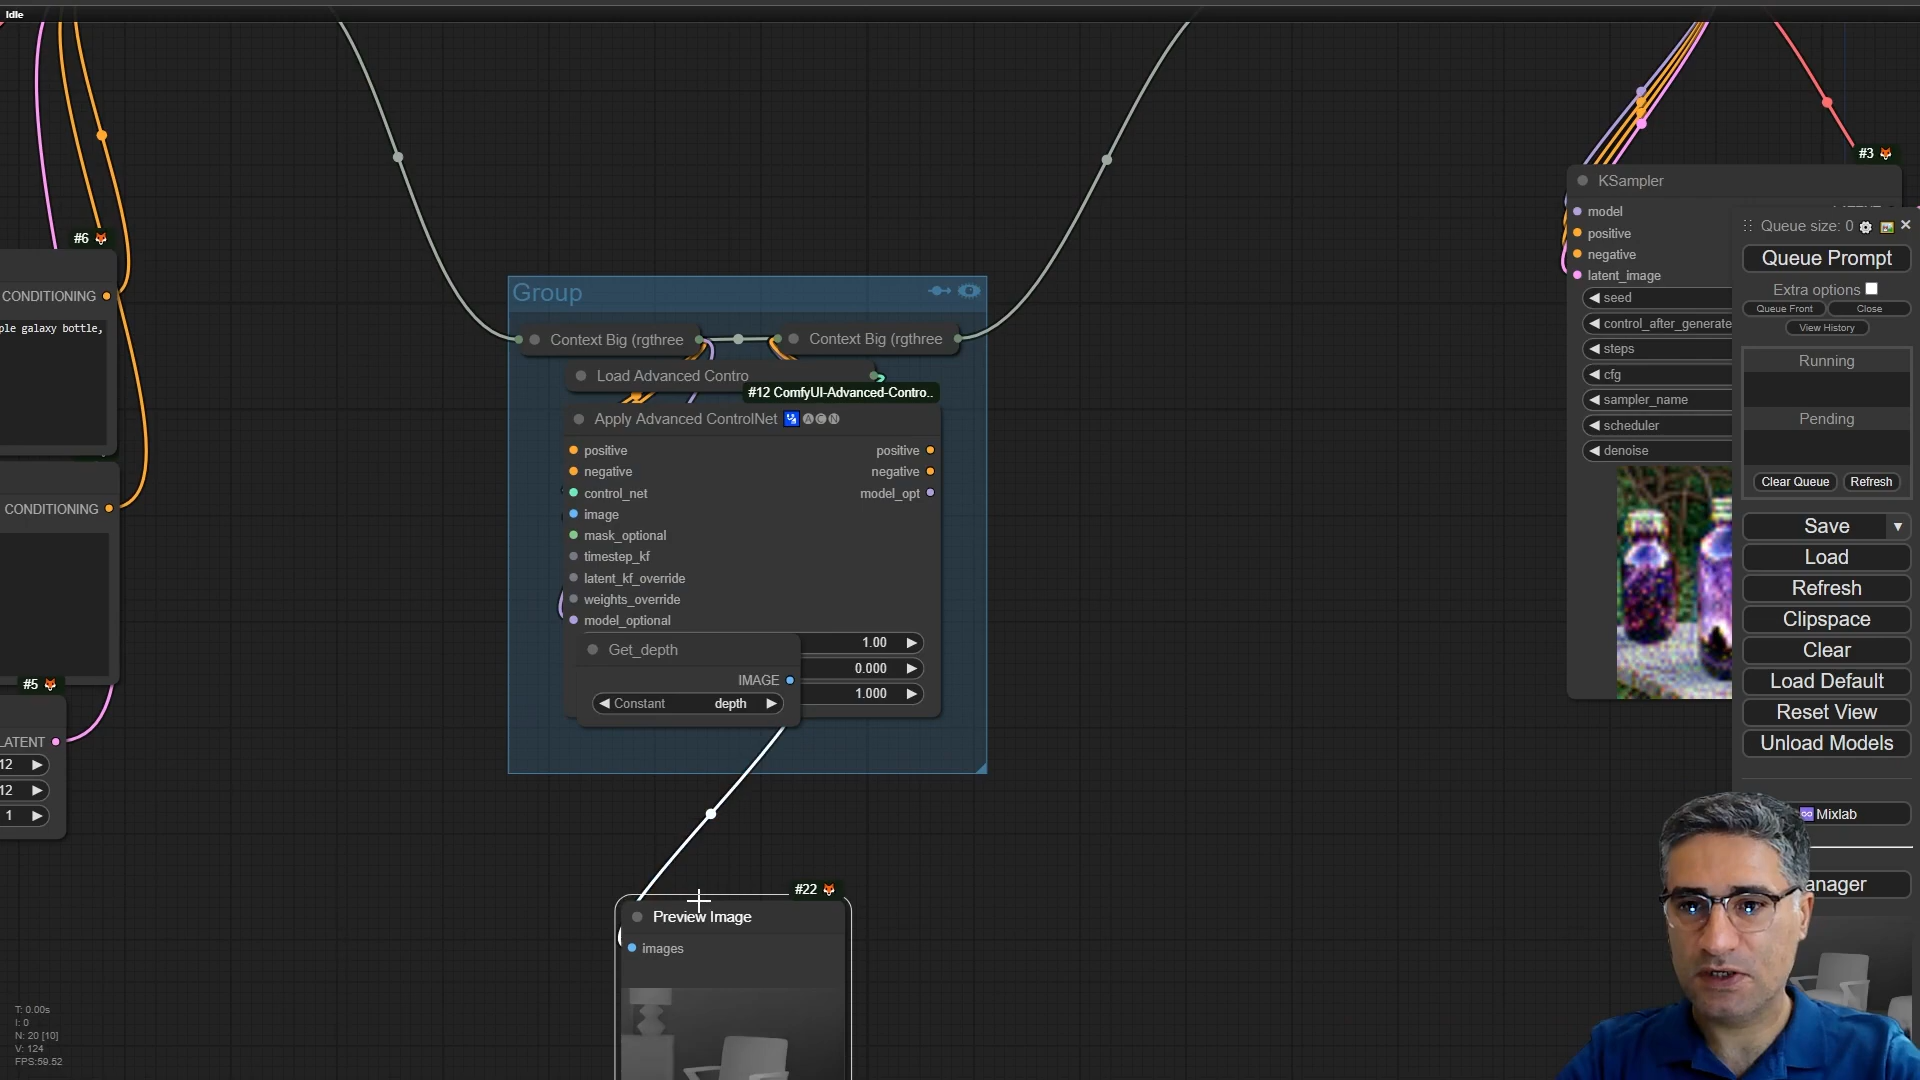 Idle
#6
CONDITIONING
ple galaxy bottle,
CONDITIONING
#5
LATENT
12
12
1
Group
Context Big (rgthree
Context Big (rgthree
Load Advanced Contro
#12 ComfyUI-Advanced-Contro..
Apply Advanced ControlNet
ACN
positive
positive
negative
negative
control_net
model_opt
image
mask_optional
timestep_kf
latent_kf_override
weights_override
model_optional
1.00
Get_depth
0.000
IMAGE
1.000
Constant
depth
#22
Preview Image
images
#3
KSampler
model
positive
negative
latent_image
seed
control_after_generate
steps
cfg
sampler_name
scheduler
denoise
Queue size: 0
Queue Prompt
Extra options
Queue Front
Close
View History
Running
Pending
Clear Queue
Refresh
Save
Load
Refresh
Clipspace
Clear
Load Default
Reset View
Unload Models
Mixlab
anager
T: 0.00s
I: 0
N: 20 [10]
V: 124
FPS:59.52